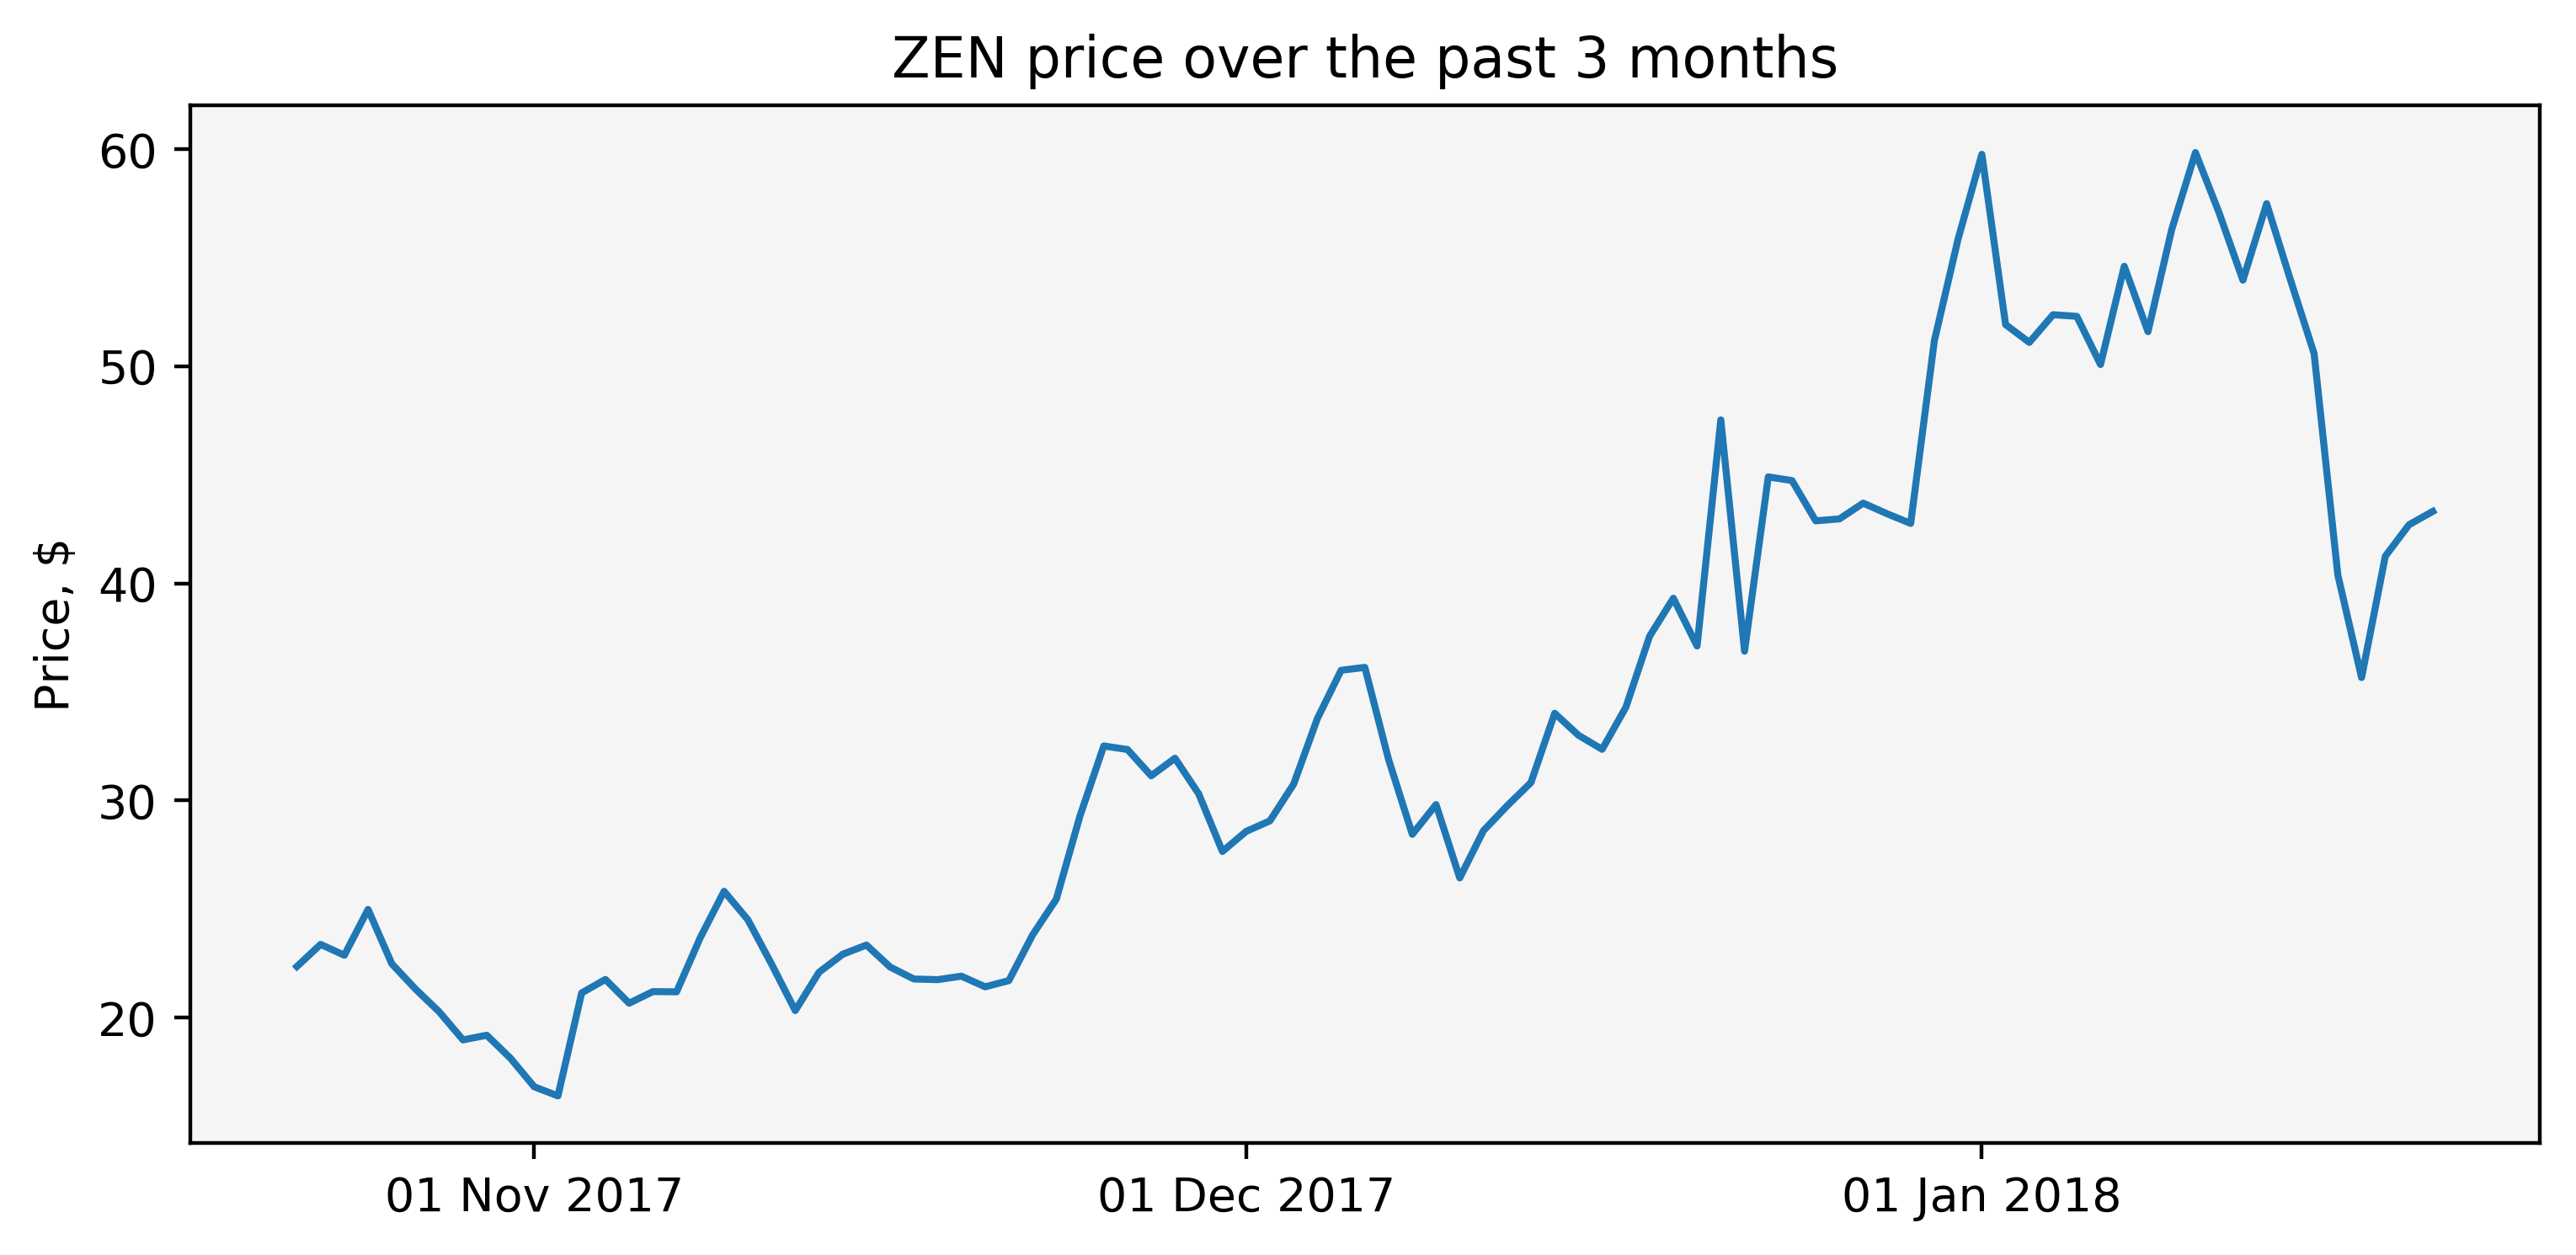 ZEN price over the past 3 months
Price, $
60
50
40
30
20
01 Nov 2017
01 Dec 2017
01 Jan 2018